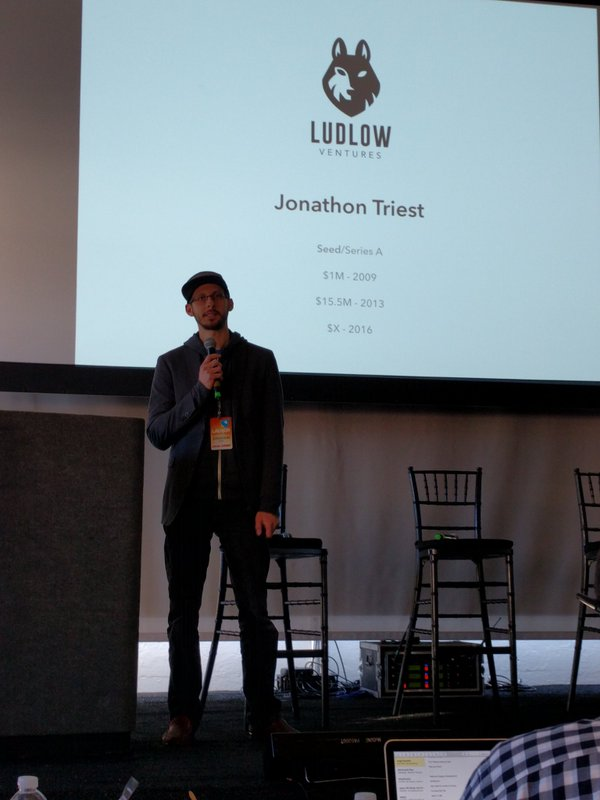 LUDLOW
VENTURES
Jonathon Triest
Seed/Series A
$1M - 2009
$15.5M - 2013
$X - 2016